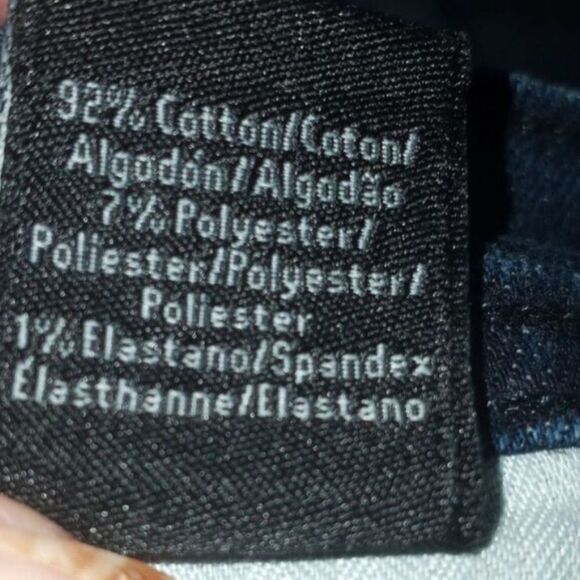 92% Cotton/Coton/
Algodón/Algodão
7% Polyester/
Poliester/Polyester/
Poliester
1% Elastano/Spandex
Élasthanne/Elastano